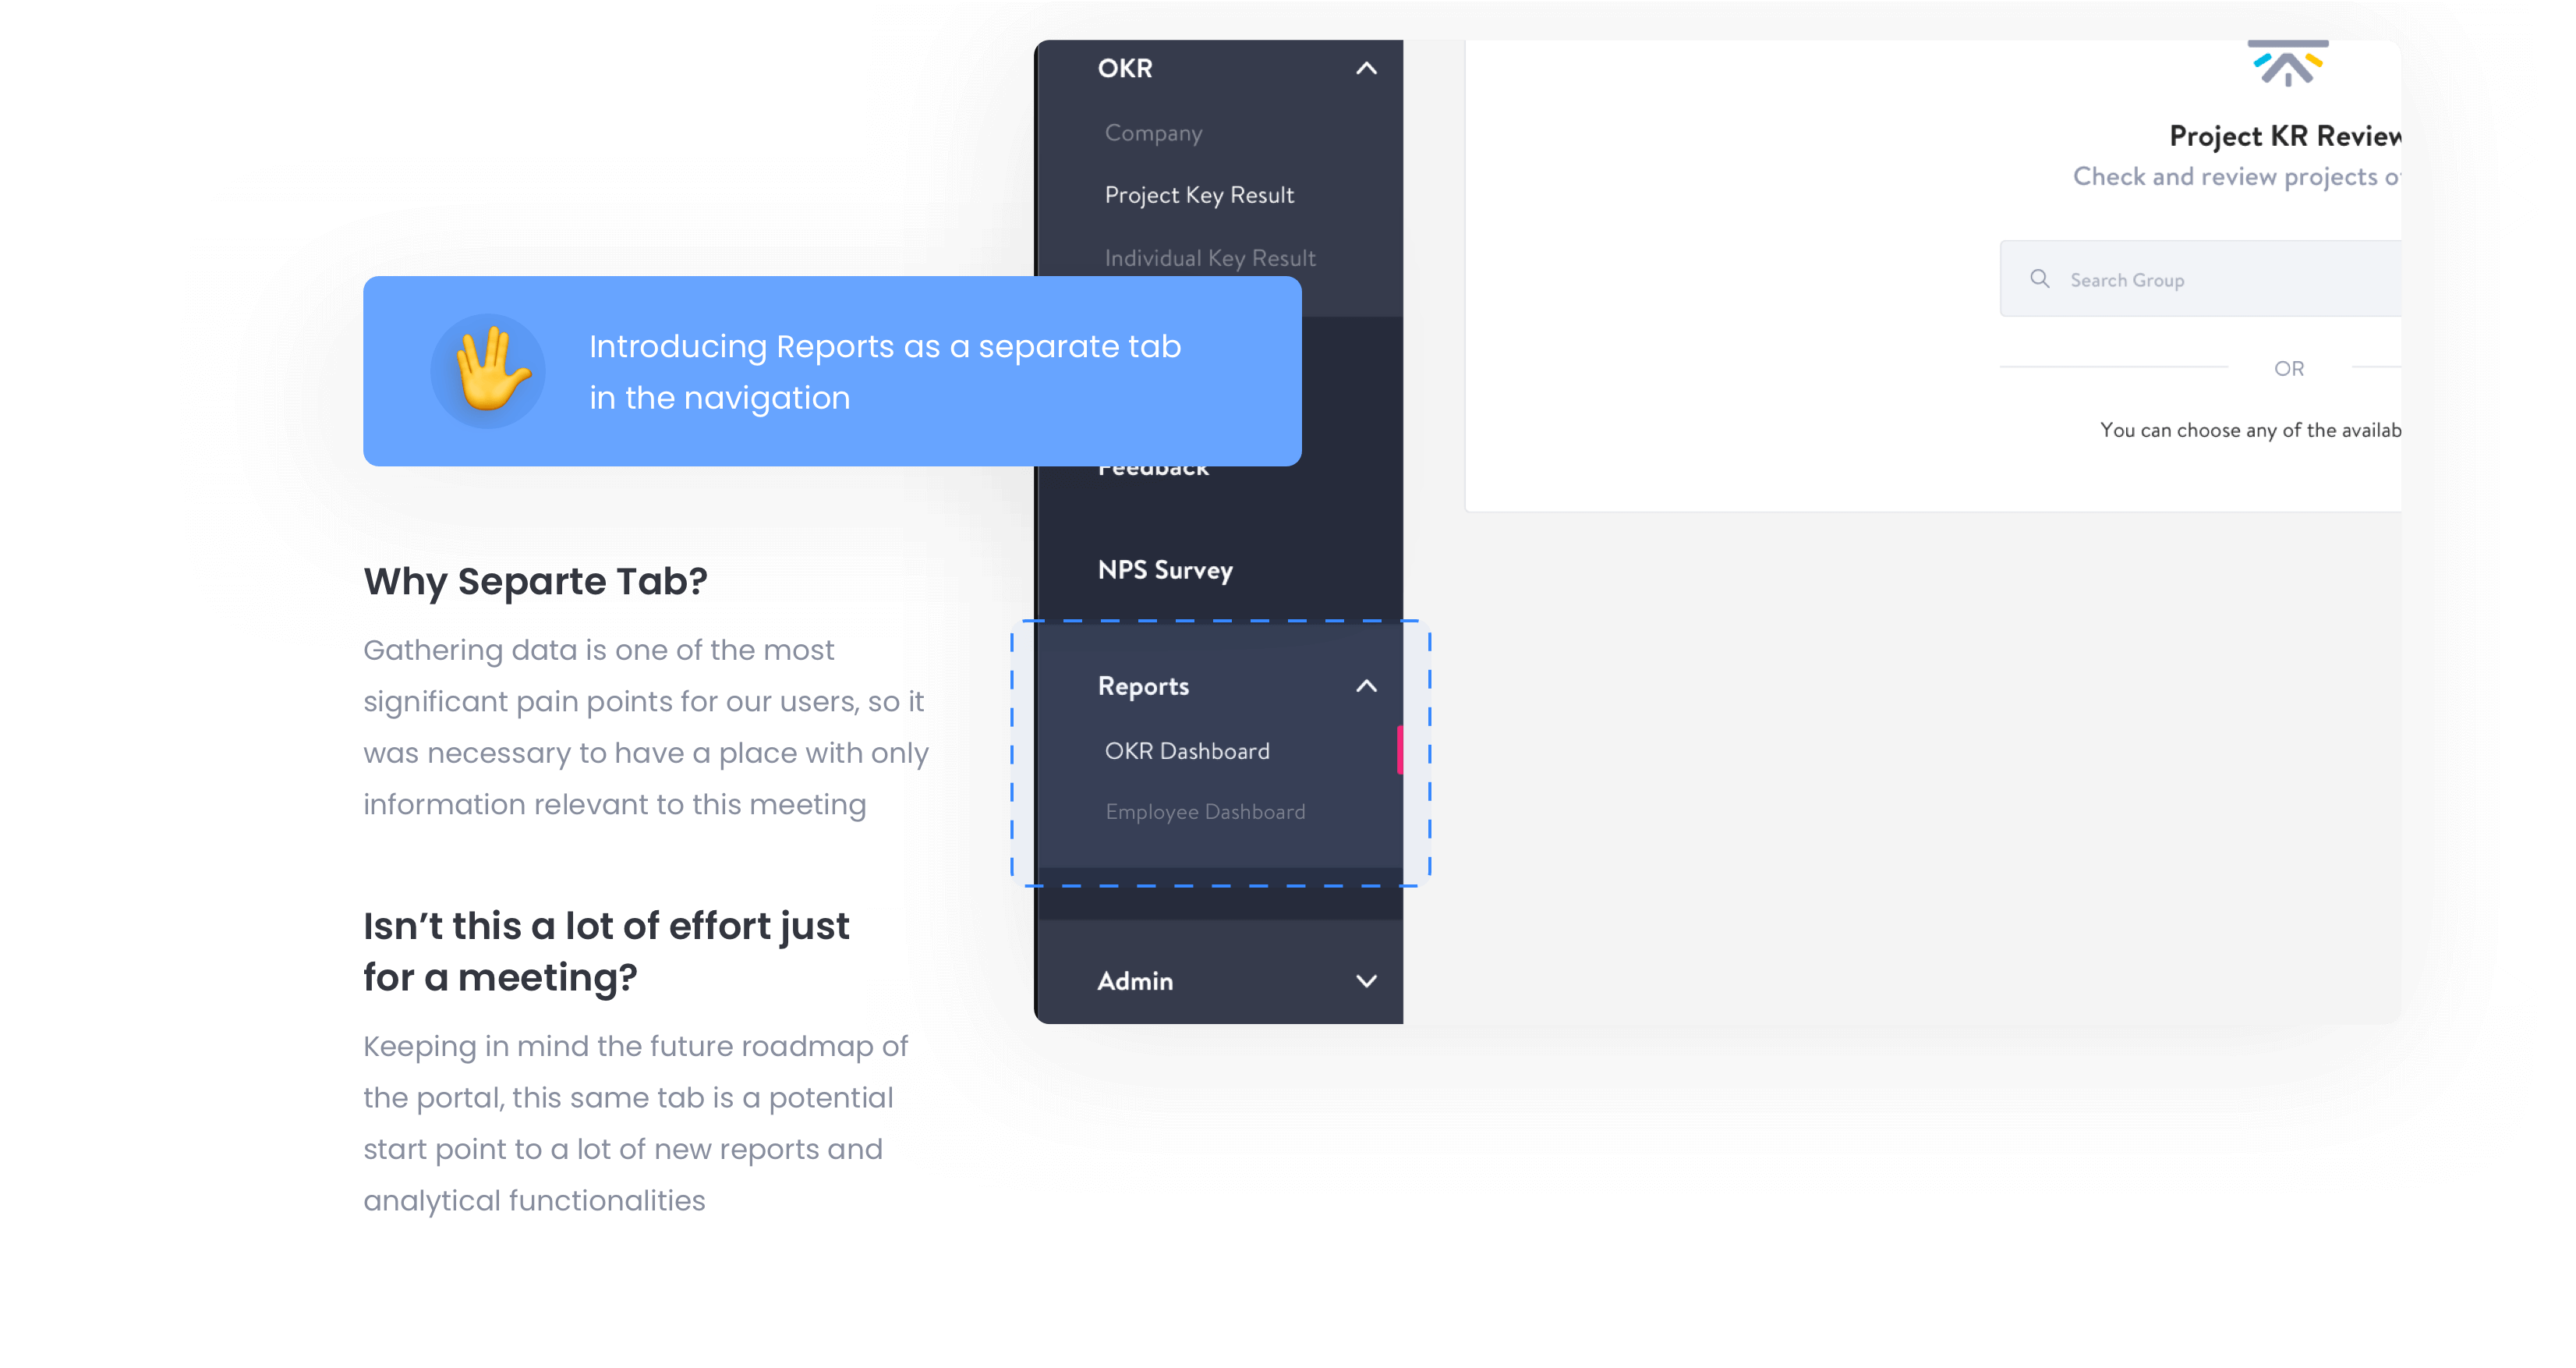 OKR
Company
Project Key Result
Individual Key Result
Introducing Reports as a separate tab
in the navigation
Feedback
NPS Survey
Reports
OKR Dashboard
Employee Dashboard
Admin
Project KR Review
Check and review projects
Search Group
OR
You can choose any of the
Why Separte Tab?
Gathering data is one of the most
significant pain points for our users, so it
was necessary to have a place with only
information relevant to this meeting
Isn’t this a lot of effort just
for a meeting?
Keeping in mind the future roadmap of
the portal, this same tab is a potential
start point to a lot of new reports and
analytical functionalities